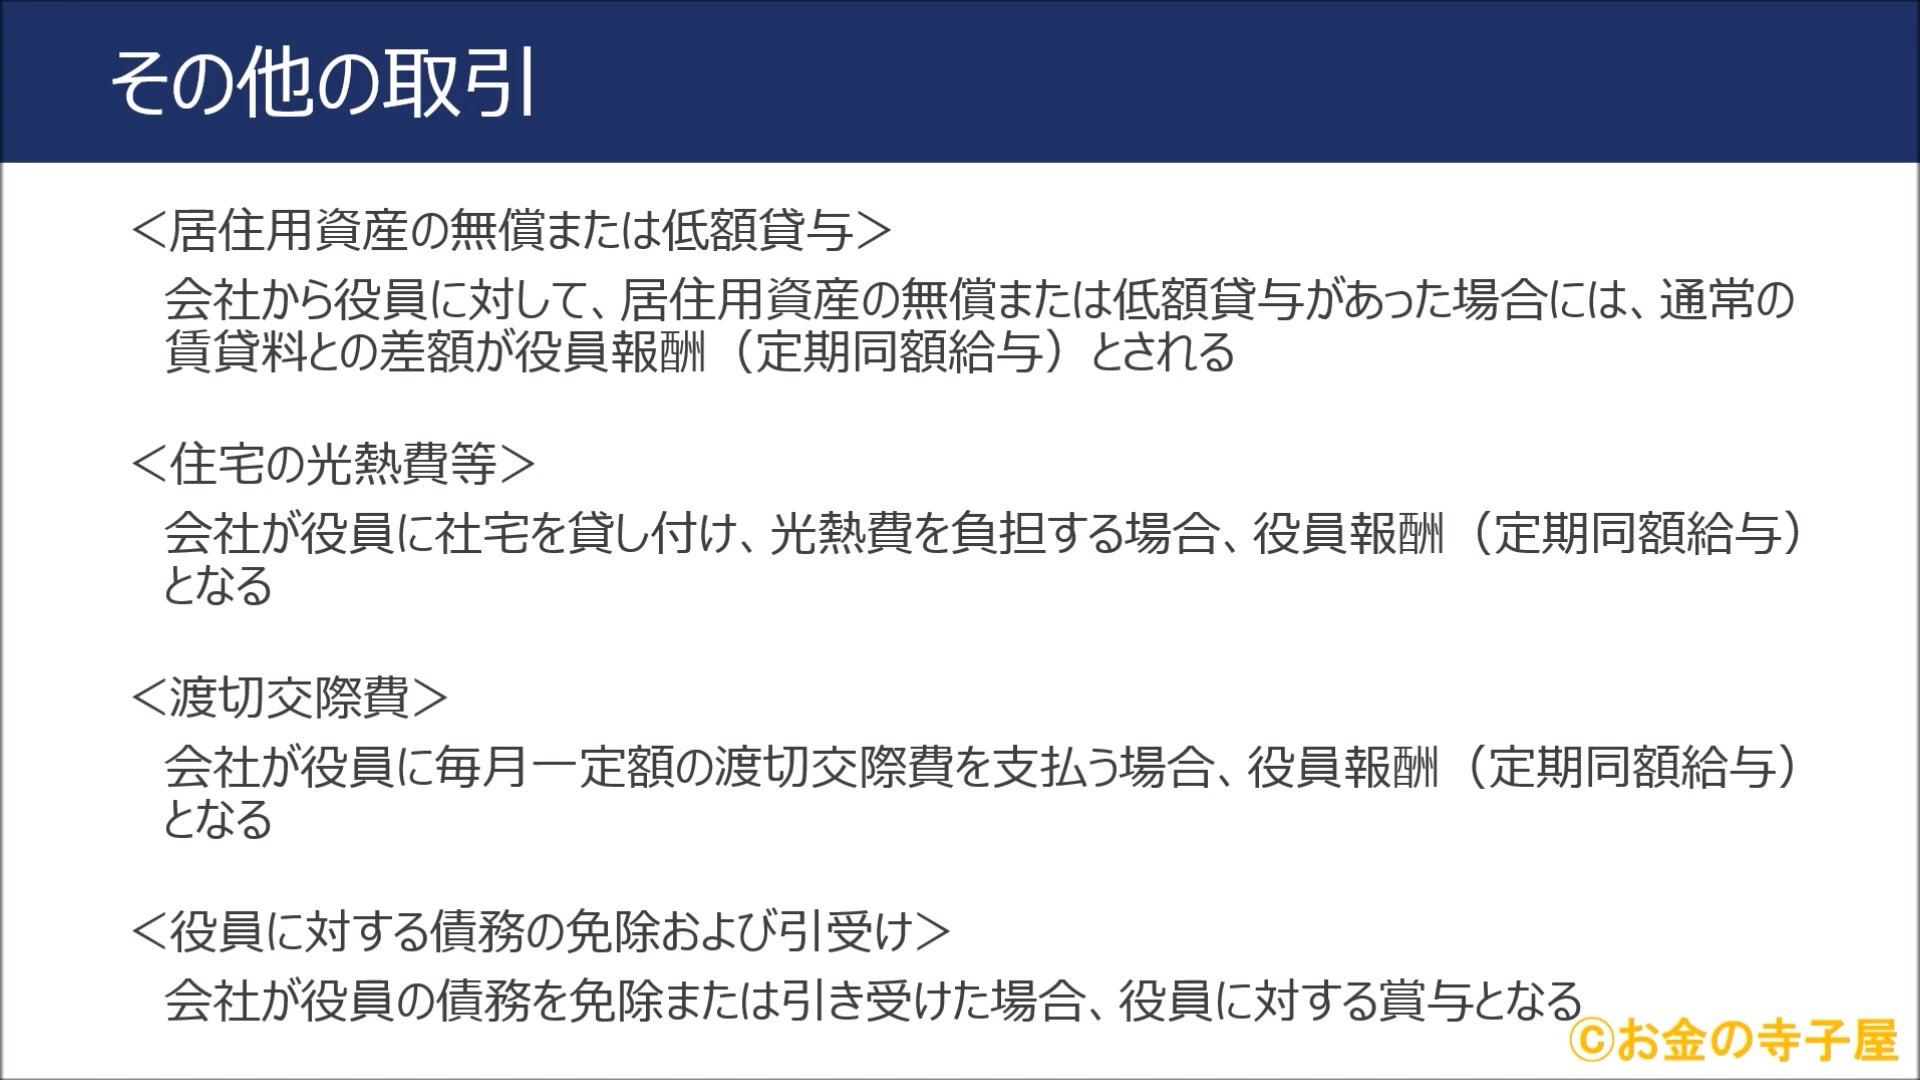 その他の取引
＜居住用資産の無償または低額貸与＞
会社から役員に対して、居住用資産の無償または低額貸与があった場合には、通常の
賃貸料との差額が役員報酬（定期同額給与）とされる
＜住宅の光熱費等＞
会社が役員に社宅を貸し付け、光熱費を負担する場合、役員報酬（定期同額給与）
となる
＜渡切交際費＞
会社が役員に毎月一定額の渡切交際費を支払う場合、役員報酬（定期同額給与）
となる
＜役員に対する債務の免除および引受け＞
会社が役員の債務を免除または引き受けた場合、役員に対する賞与となる
©お金の寺子屋